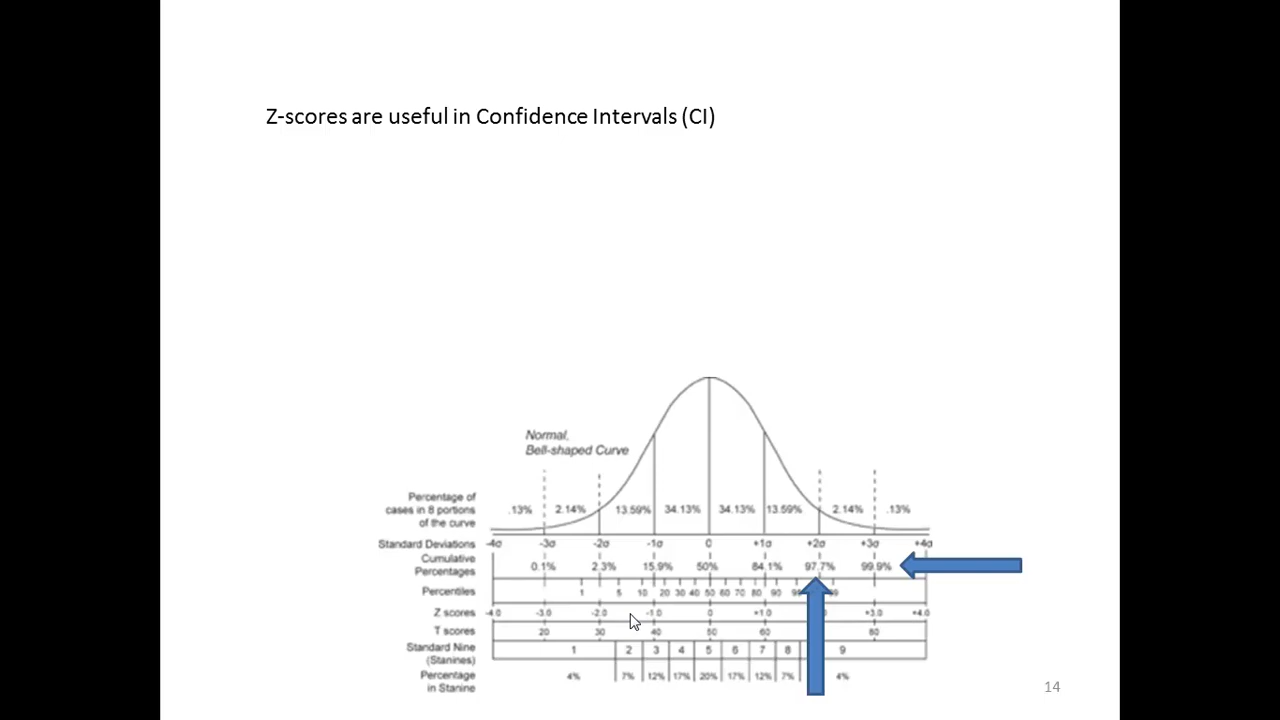 Z-scores are useful in Confidence Intervals (CI)
Normal,
Bell-shaped Curve
Percentage of
cases in 8 portions
of the curve
.13% 2.14% 13.59% 34.13% 34.13% 13.59% 2.14% .13%
Standard Deviations -4σ -3σ -2σ -1σ 0 +1σ +2σ +3σ +4σ
Cumulative
Percentages
0.1% 2.3% 15.9% 50% 84.1% 97.7% 99.9%
Percentiles 1 5 10 20 30 40 50 60 70 80 90
Z scores -4.0 -3.0 -2.0 -1.0 0 +1.0 +3.0 +4.0
T scores 20 30 40 50 60 80
Standard Nine
(Stanines)
1 2 3 4 5 6 7 8 9
Percentage
in Stanine
4% 7% 12% 17% 20% 17% 12% 7% 4%
14